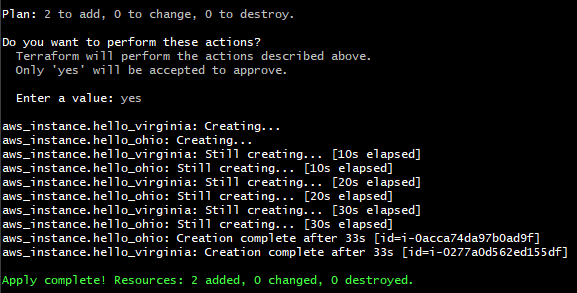 Plan: 2 to add, 0 to change, 0 to destroy.
Do you want to perform these actions?
Terraform will perform the actions described above.
Only 'yes' will be accepted to approve.
Enter a value: yes
aws_instance.hello_virginia: Creating...
aws_instance.hello_ohio: Creating...
aws_instance.hello_virginia: Still creating... [10s elapsed]
aws_instance.hello_ohio: Still creating... [10s elapsed]
aws_instance.hello_virginia: Still creating... [20s elapsed]
aws_instance.hello_ohio: Still creating... [20s elapsed]
aws_instance.hello_virginia: Still creating... [30s elapsed]
aws_instance.hello_ohio: Still creating... [30s elapsed]
aws_instance.hello_ohio: Creation complete after 33s [id=i-0acca74da97b0ad9f]
aws_instance.hello_virginia: Creation complete after 33s [id=i-0277a0d562ed155df]
Apply complete! Resources: 2 added, 0 changed, 0 destroyed.